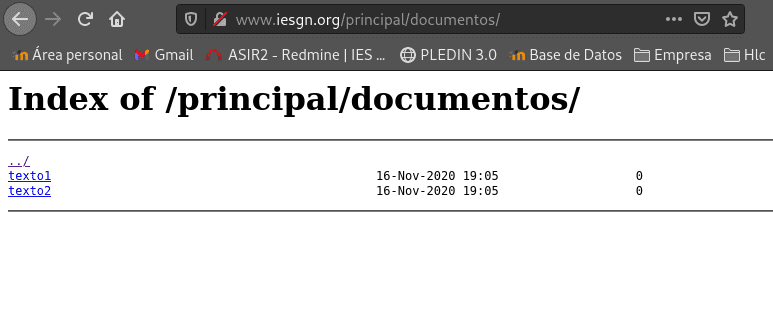 www.iesgn.org/principal/documentos/
Área personal Gmail ASIR2 - Redmine | IES ... PLEDIN 3.0 Base de Datos Empresa Hlc
Index of /principal/documentos/
../
texto1 16-Nov-2020 19:05 0
texto2 16-Nov-2020 19:05 0